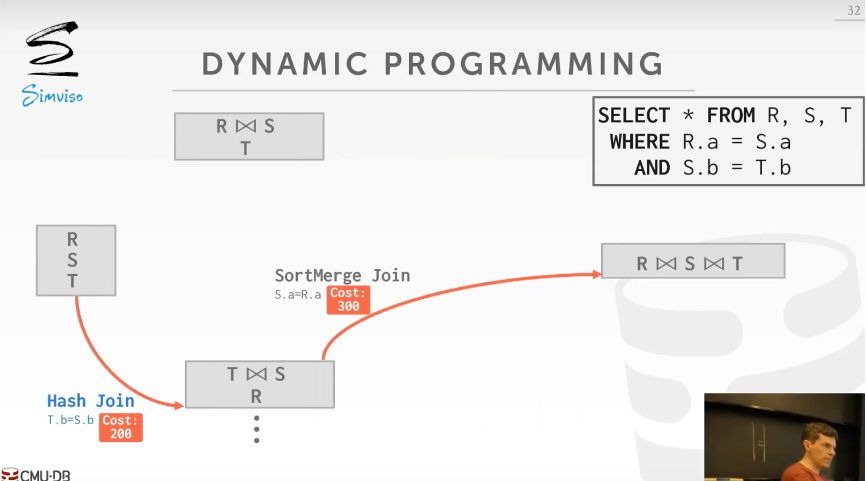 32
Simviso
DYNAMIC PROGRAMMING
SELECT * FROM R, S, T
WHERE R.a = S.a
AND S.b = T.b
R ⋈ S
T
R
S
T
R ⋈ S ⋈ T
SortMerge Join
S.a=R.a
Cost:
300
T ⋈ S
R
Hash Join
T.b=S.b
Cost:
200
CMU·DB